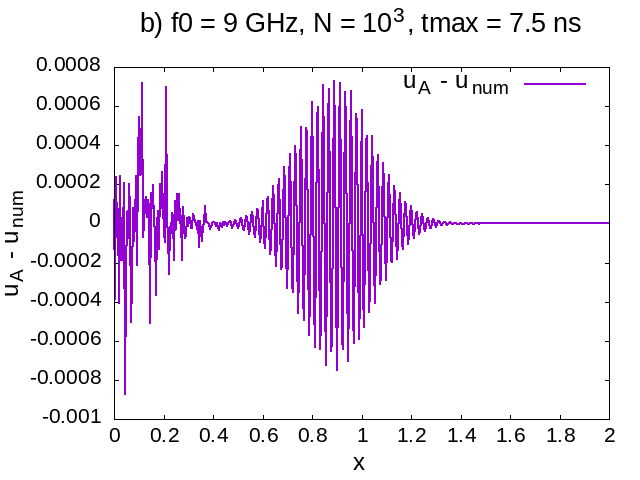 b) f0 = 9 GHz, N = 10³, tmax = 7.5 ns
u_A - u_num
0.0008
0.0006
0.0004
0.0002
0
-0.0002
-0.0004
-0.0006
-0.0008
-0.001
u_A - u_num
0 0.2 0.4 0.6 0.8 1 1.2 1.4 1.6 1.8 2
x